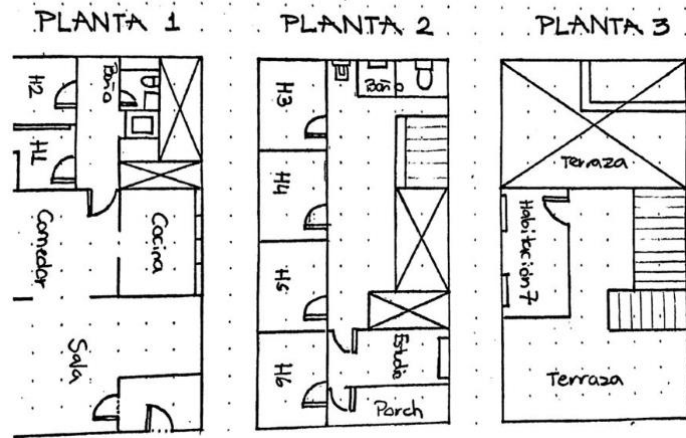 PLANTA 1
H2
Baño
H1
Comedor
Cocina
Sala
PLANTA 2
H3
Baño
H4
H5
H6
Estudio
Porch
PLANTA 3
Terraza
Habitación 7
Terraza